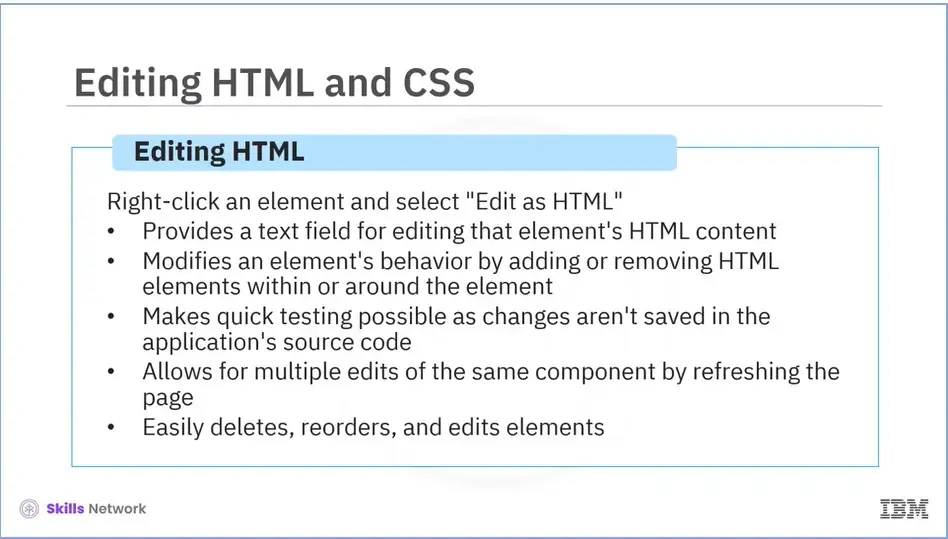 Editing HTML and CSS
Editing HTML
Right-click an element and select "Edit as HTML"
• Provides a text field for editing that element's HTML content
• Modifies an element's behavior by adding or removing HTML
elements within or around the element
• Makes quick testing possible as changes aren't saved in the
application's source code
• Allows for multiple edits of the same component by refreshing the
page
• Easily deletes, reorders, and edits elements
Skills Network
IBM